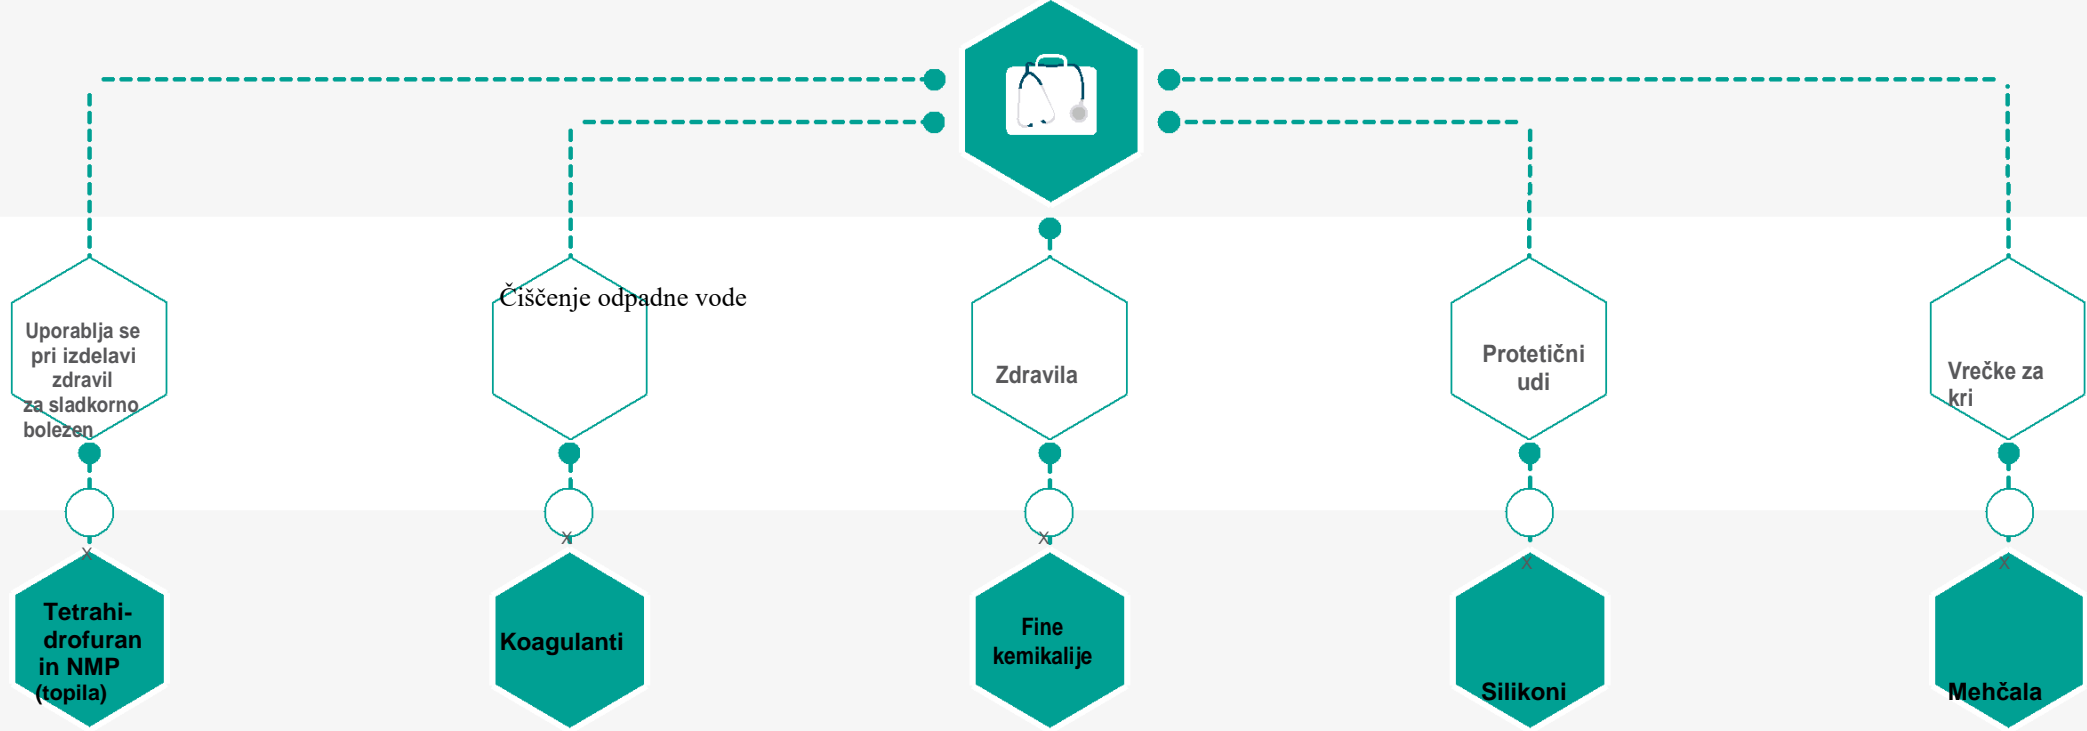 Čiščenje odpadne vode
Uporablja se
pri izdelavi
zdravil
za sladkorno
bolezen
Zdravila
Protetični
udi
Vrečke za
kri
x
x
x
x
x
Tetrahi-
drofuran
in NMP
(topila)
Koagulanti
Fine
kemikalije
Silikoni
Mehčala